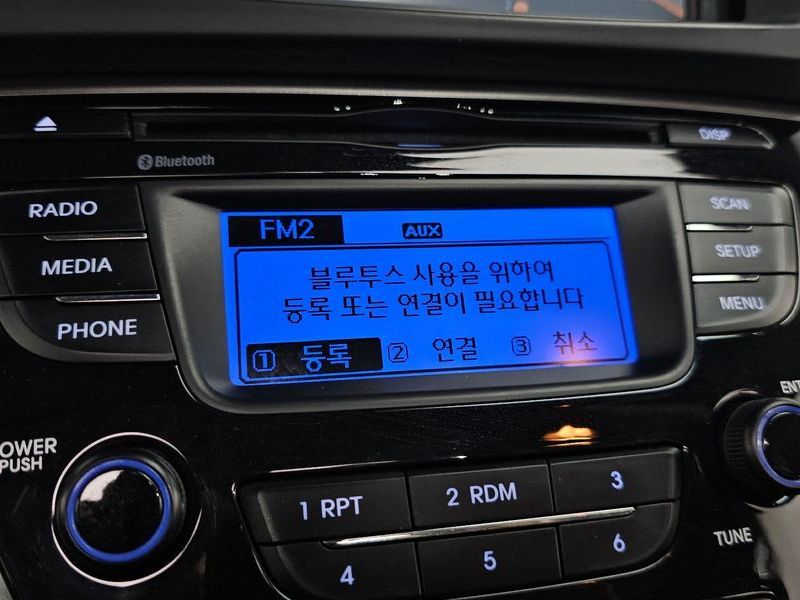 DISP
Bluetooth
RADIO
MEDIA
PHONE
FM2 AUX
블루투스 사용을 위하여
등록 또는 연결이 필요합니다
1 등록 2 연결 3 취소
SCAN
SETUP
MENU
OWER
PUSH
ENT
1 RPT
2 RDM
3
4
5
6
TUNE